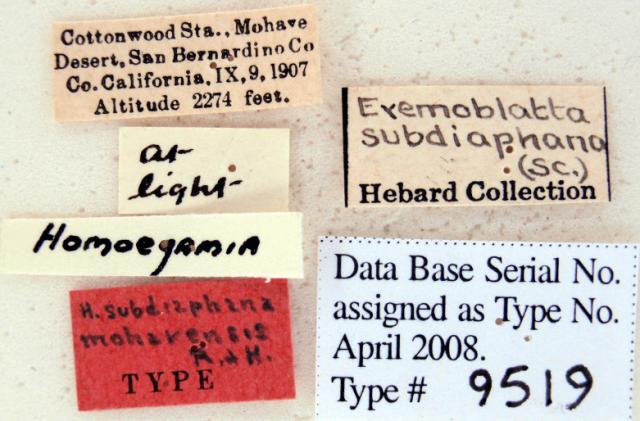 Cottonwood Sta., Mohave
Desert, San Bernardino Co
Co. California, IX, 9, 1907
Altitude 2274 feet.
at
light
Homoegamia
H. subdiaphana
mohavensis
R. & H.
TYPE
Eremoblatta
subdiaphana
(Sc.)
Hebard Collection
Data Base Serial No.
assigned as Type No.
April 2008.
Type # 9519